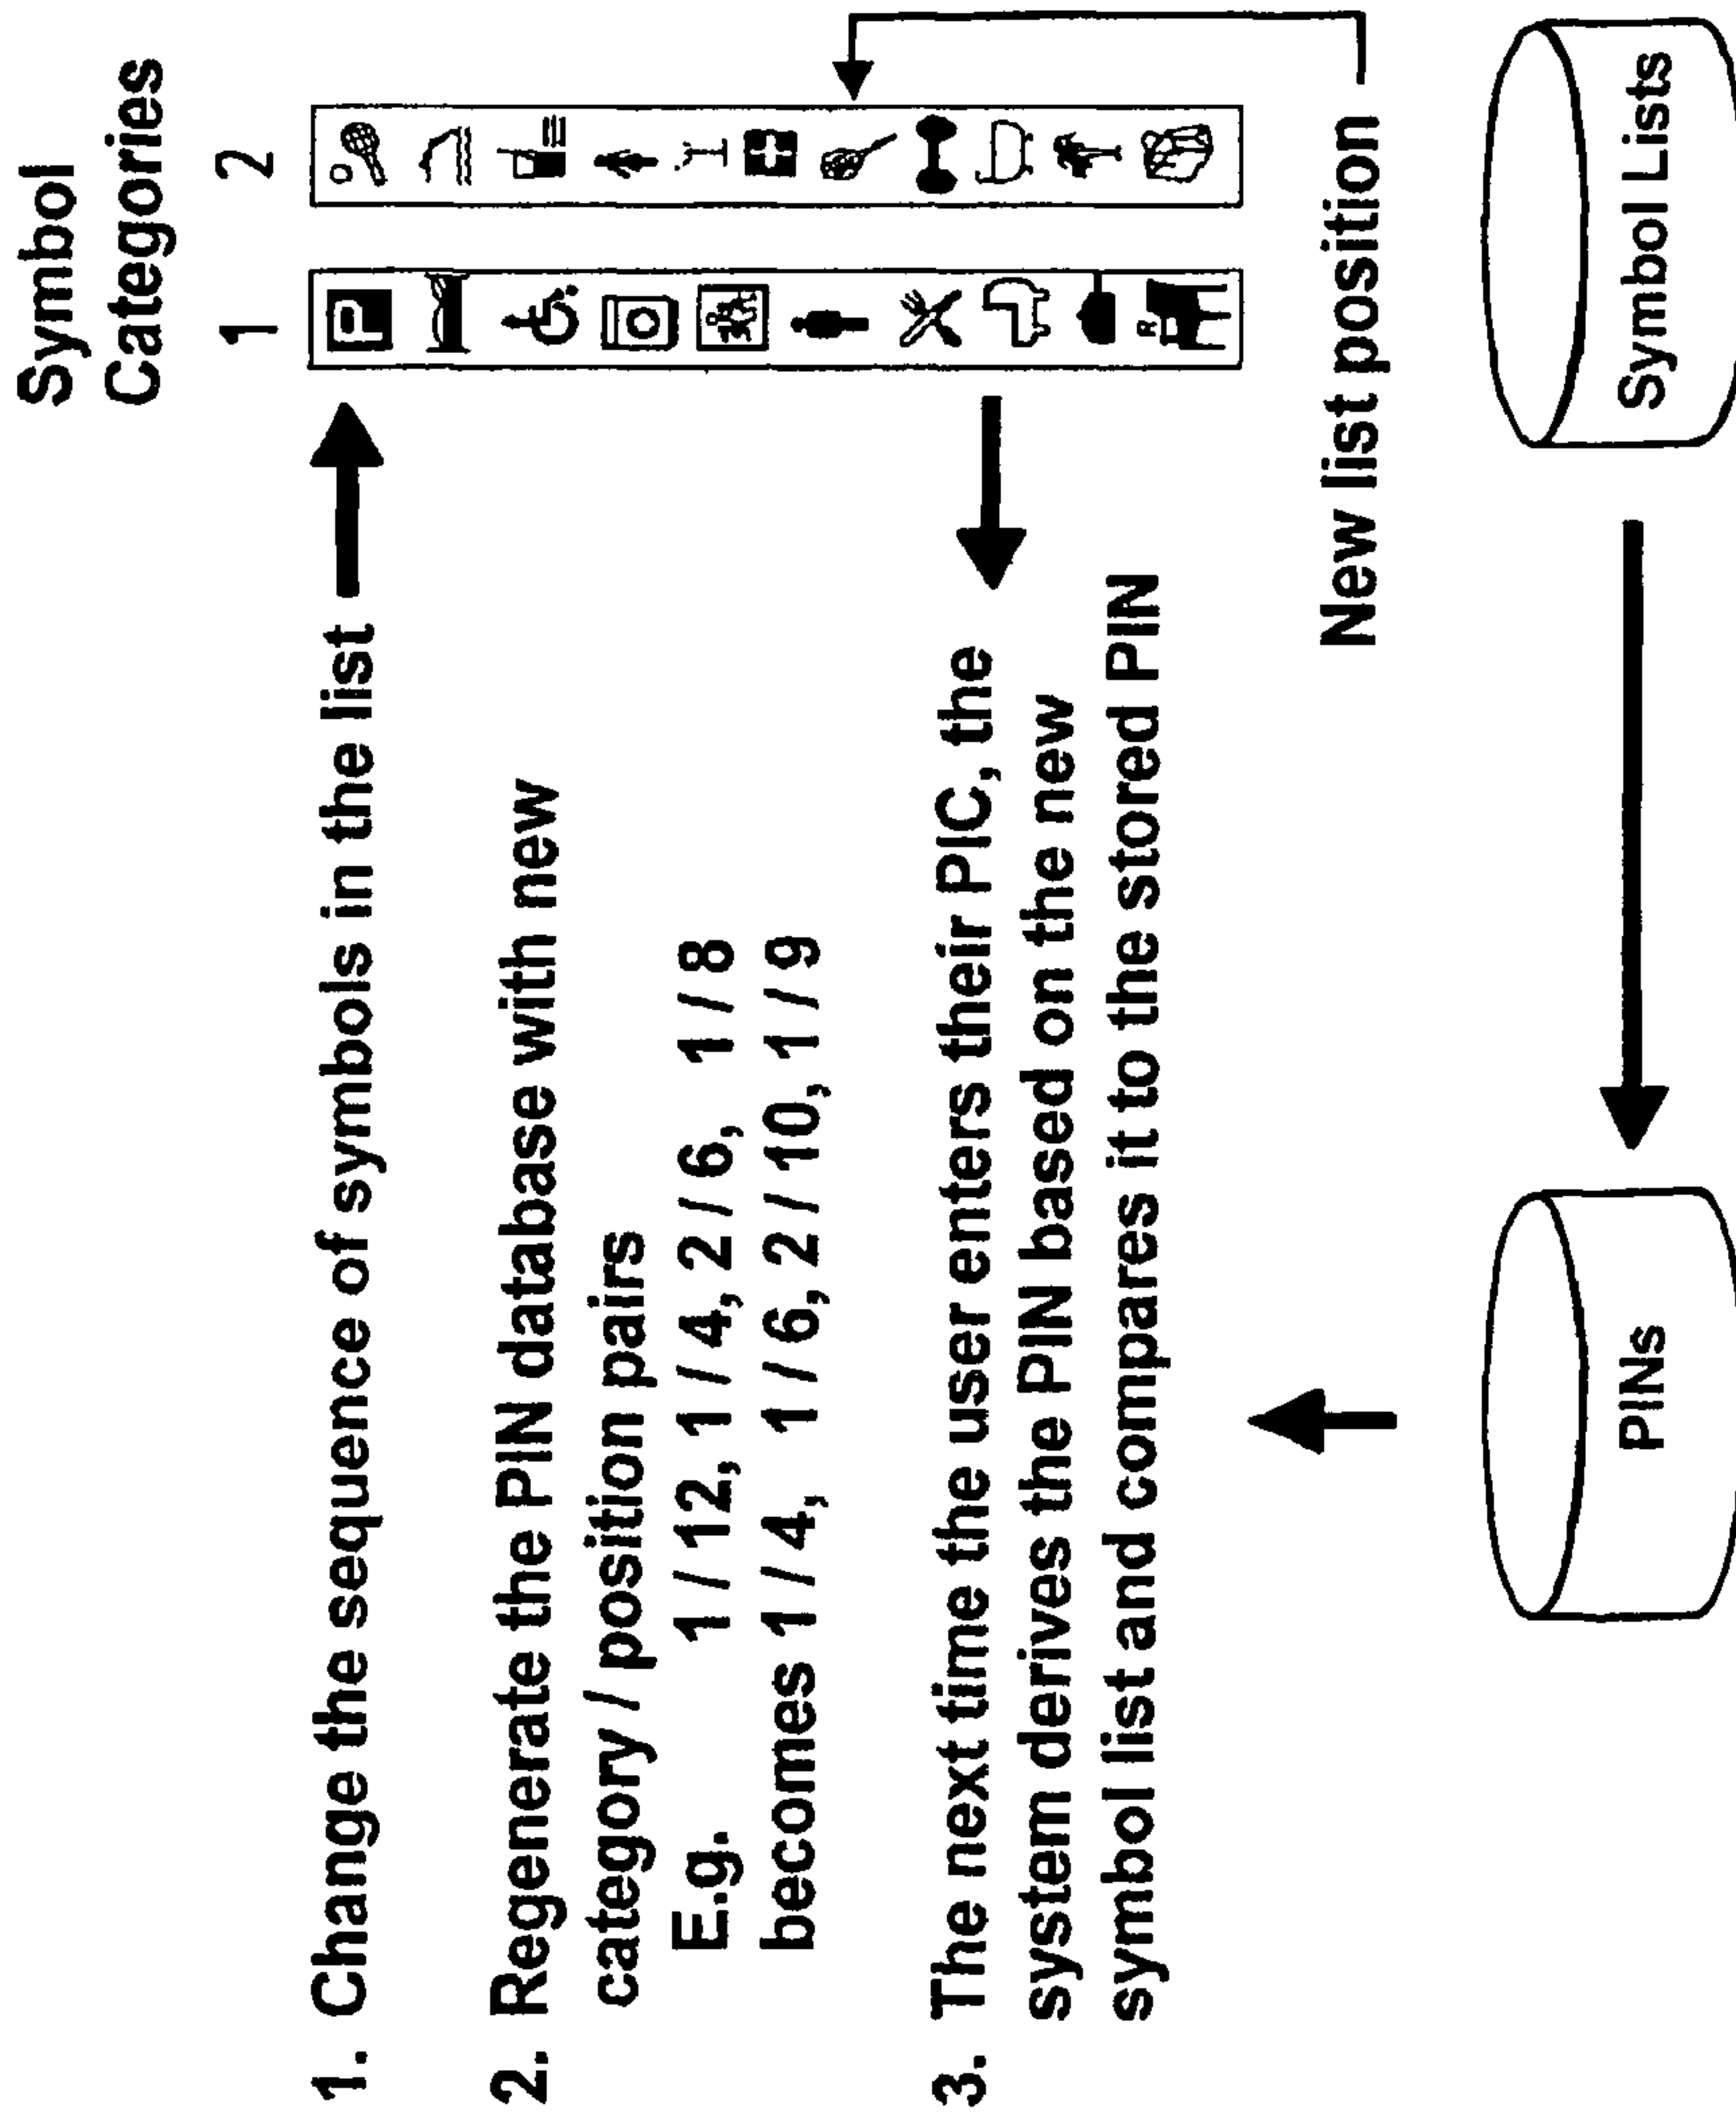 Symbol
Categories
1 2
1. Change the sequence of symbols in the list
2. Regenerate the PIN database with new
category / position pairs
E.g. 1 / 12, 1 / 4, 2 / 6, 1 / 8
becomes 1 / 4, 1 / 6, 2 / 10, 1 / 9
3. The next time the user enters their PIC, the
system derives the PIN based on the new
symbol list and compares it to the stored PIN
New list position
PINs
Symbol Lists